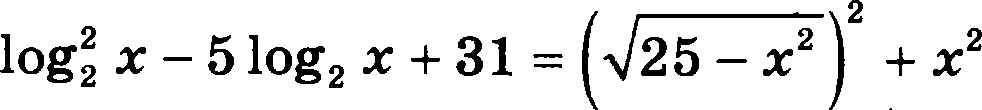 log₂² x − 5 log₂ x + 31 = (√(25 − x²))² + x²